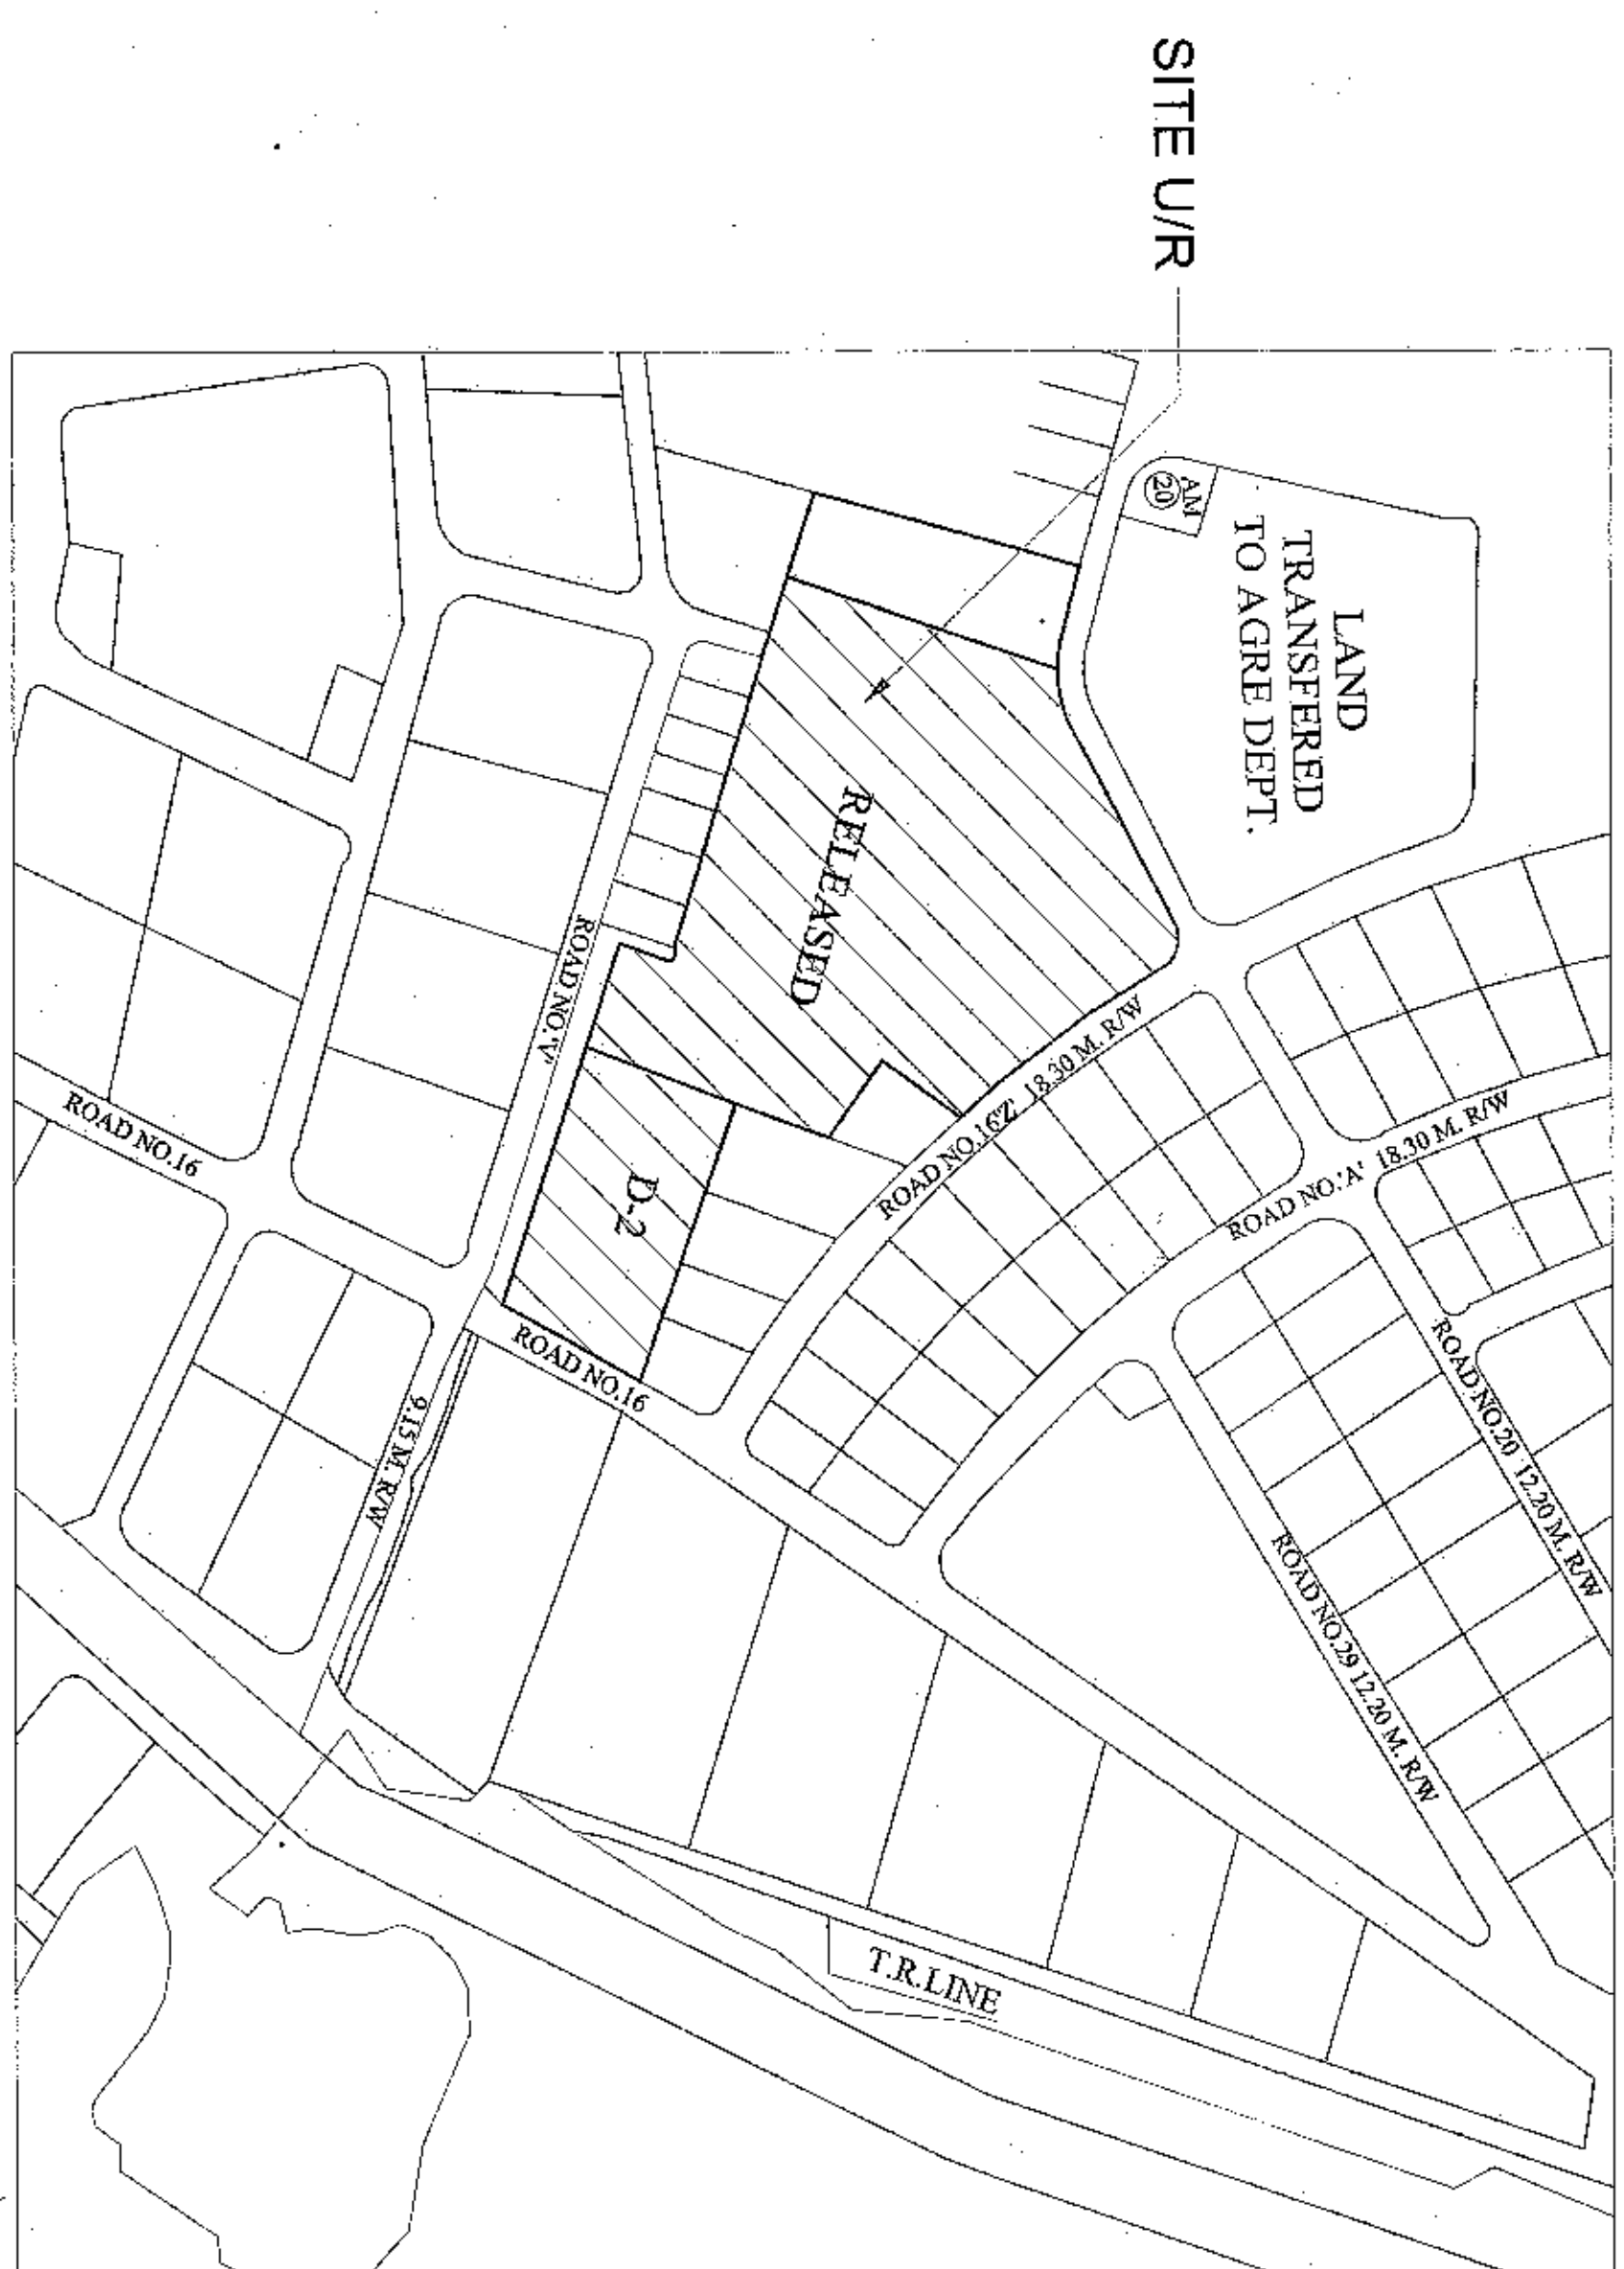 SITE U/R
LAND
TRANSFERED
TO AGRE DEPT.
AM
20
RELEASED
D-2
ROAD NO.'V'
ROAD NO.16
ROAD NO.16
ROAD NO.16'Z' 18.30 M. R/W
ROAD NO.'A' 18.30 M. R/W
ROAD NO.20 12.20 M. R/W
ROAD NO.29 12.20 M. R/W
9.15 M. R/W
T.R.LINE